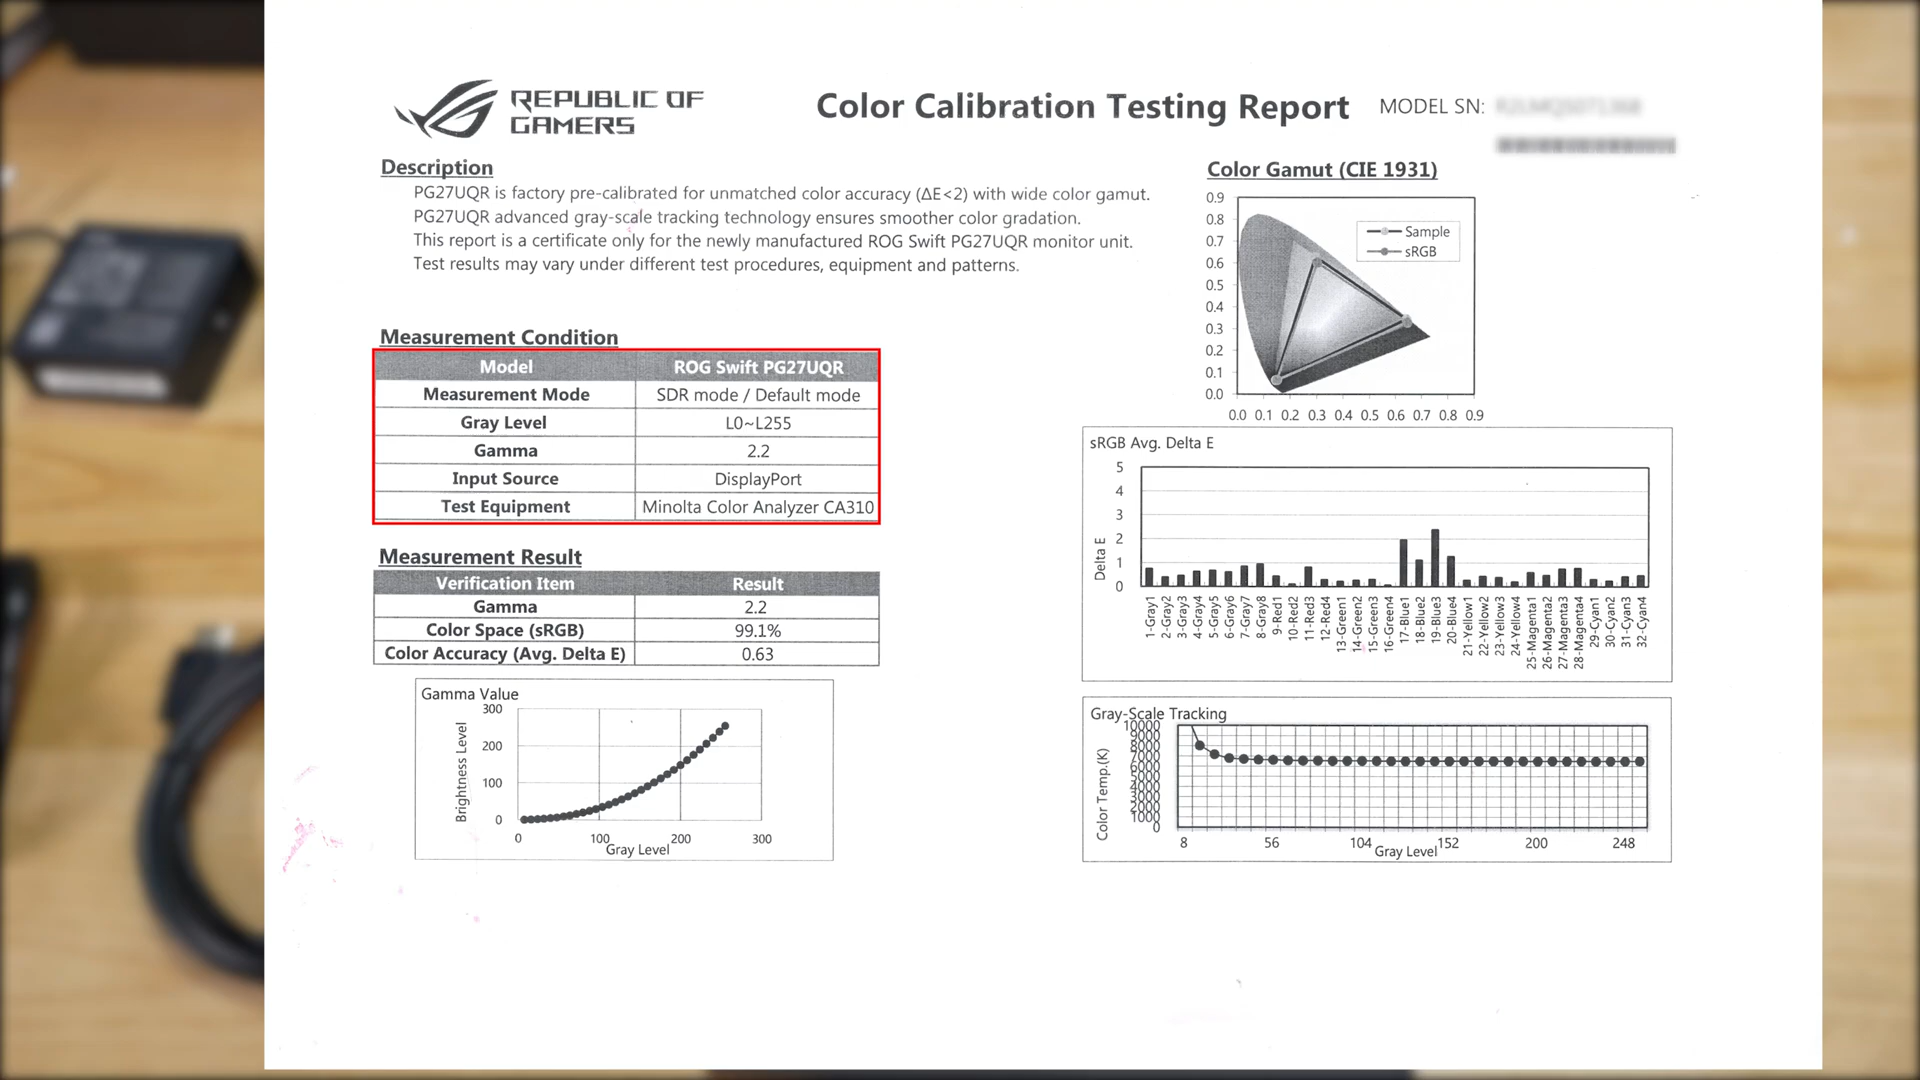 REPUBLIC OF
GAMERS
Color Calibration Testing Report
MODEL SN:
Description
PG27UQR is factory pre-calibrated for unmatched color accuracy (ΔE<2) with wide color gamut.
PG27UQR advanced gray-scale tracking technology ensures smoother color gradation.
This report is a certificate only for the newly manufactured ROG Swift PG27UQR monitor unit.
Test results may vary under different test procedures, equipment and patterns.
Measurement Condition
Model ROG Swift PG27UQR
Measurement Mode SDR mode / Default mode
Gray Level L0~L255
Gamma 2.2
Input Source DisplayPort
Test Equipment Minolta Color Analyzer CA310
Measurement Result
Verification Item Result
Gamma 2.2
Color Space (sRGB) 99.1%
Color Accuracy (Avg. Delta E) 0.63
Gamma Value
300
200
100
0
Brightness Level
0 100 200 300
Gray Level
Color Gamut (CIE 1931)
0.9
0.8
0.7
0.6
0.5
0.4
0.3
0.2
0.1
0.0
0.0 0.1 0.2 0.3 0.4 0.5 0.6 0.7 0.8 0.9
Sample
sRGB
sRGB Avg. Delta E
5
4
3
2
1
0
Delta E
1-Gray1
2-Gray2
3-Gray3
4-Gray4
5-Gray5
6-Gray6
7-Gray7
8-Gray8
9-Red1
10-Red2
11-Red3
12-Red4
13-Green1
14-Green2
15-Green3
16-Green4
17-Blue1
18-Blue2
19-Blue3
20-Blue4
21-Yellow1
22-Yellow2
23-Yellow3
24-Yellow4
25-Magenta1
26-Magenta2
27-Magenta3
28-Magenta4
29-Cyan1
30-Cyan2
31-Cyan3
32-Cyan4
Gray-Scale Tracking
10000
9000
8000
7000
6000
5000
4000
3000
2000
1000
0
Color Temp.(K)
8 56 104 152 200 248
Gray Level